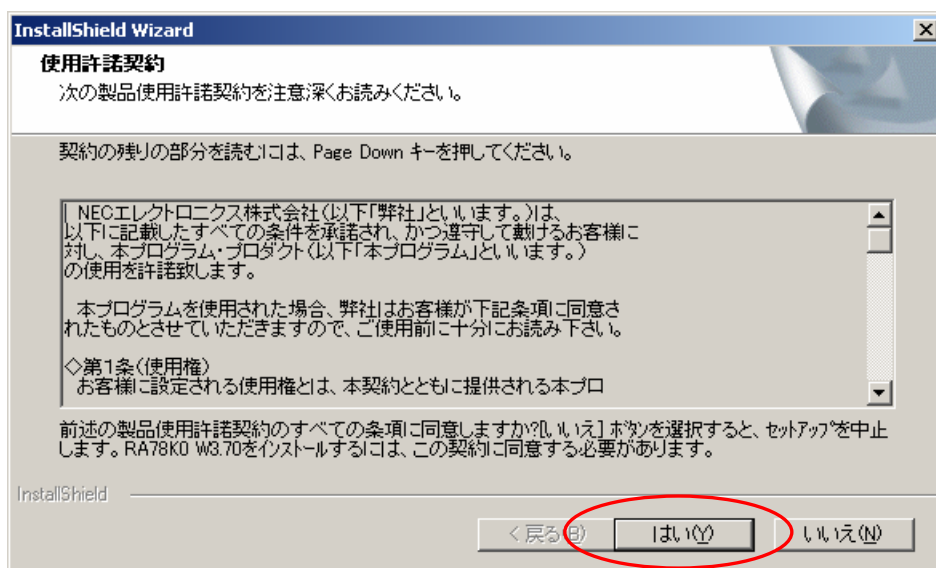 InstallShield Wizard
使用許諾契約
次の製品使用許諾契約を注意深くお読みください。
契約の残りの部分を読むには、Page Down キーを押してください。
NECエレクトロニクス株式会社(以下「弊社」といいます。)は、
以下に記載したすべての条件を承諾され、かつ遵守して戴けるお客様に
対し、本プログラム・プロダクト(以下「本プログラム」といいます。)
の使用を許諾致します。
本プログラムを使用された場合、弊社はお客様が下記条項に同意さ
れたものとさせていただきますので、ご使用前に十分にお読み下さい。
◇第1条(使用権)
お客様に設定される使用権とは、本契約とともに提供される本プロ
前述の製品使用許諾契約のすべての条項に同意しますか?[いいえ] ボタンを選択すると、セットアップを中止
します。RA78K0 W3.70をインストールするには、この契約に同意する必要があります。
InstallShield
< 戻る(B) はい(Y) いいえ(N)